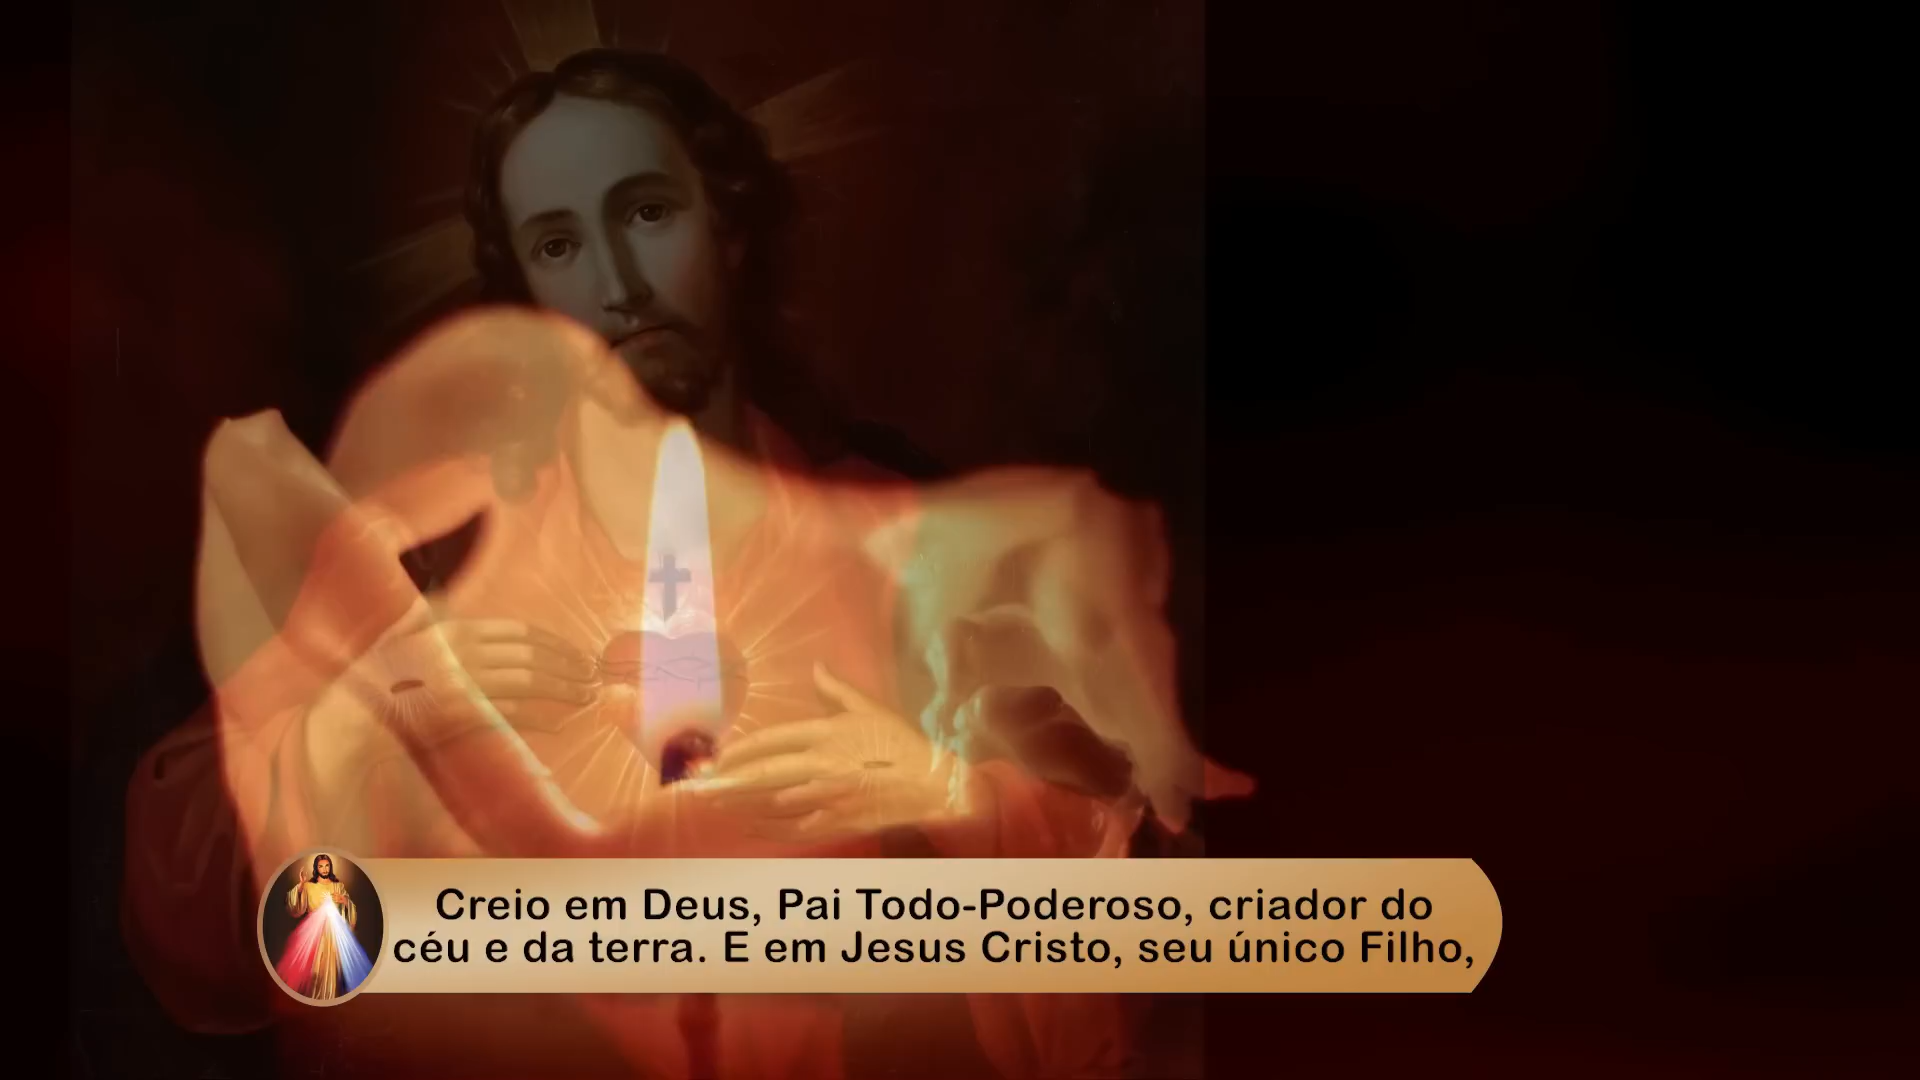 Creio em Deus, Pai Todo-Poderoso, criador do
céu e da terra. E em Jesus Cristo, seu único Filho,